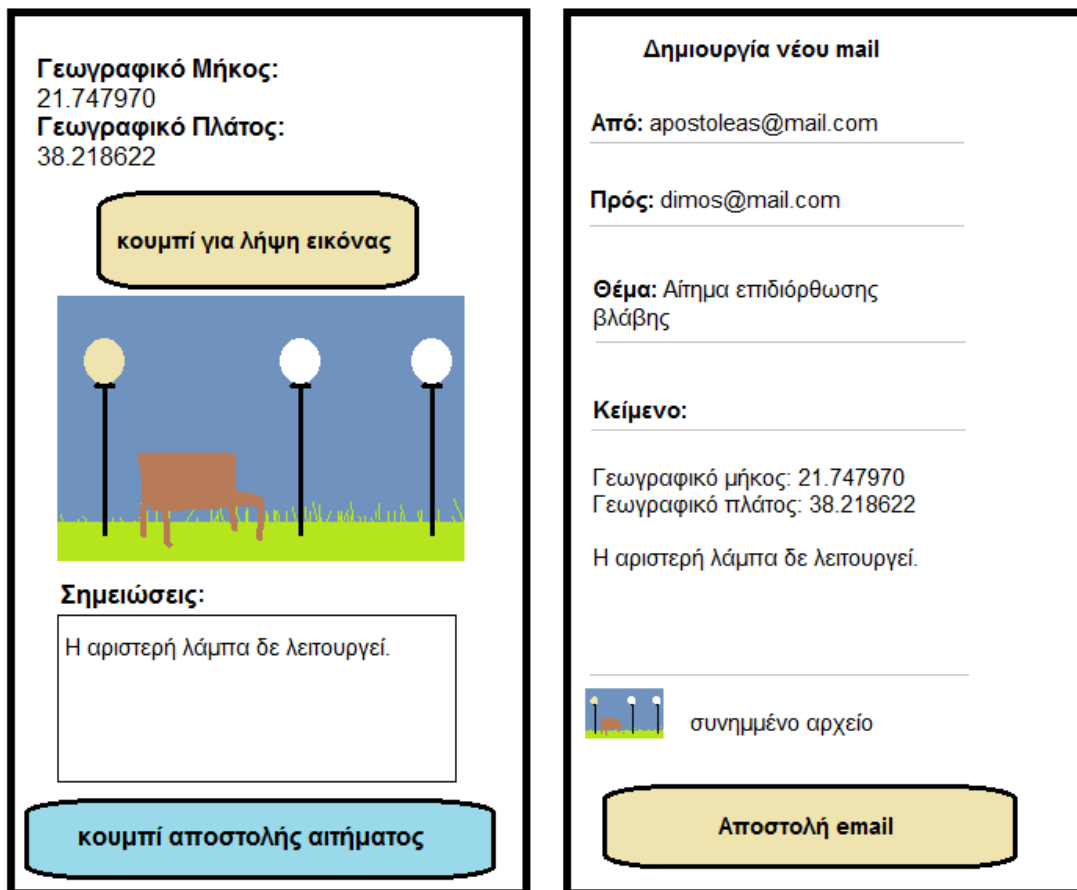 Γεωγραφικό Μήκος:
21.747970
Γεωγραφικό Πλάτος:
38.218622
κουμπί για λήψη εικόνας
Σημειώσεις:
Η αριστερή λάμπα δε λειτουργεί.
κουμπί αποστολής αιτήματος
Δημιουργία νέου mail
Από: apostoleas@mail.com
Πρός: dimos@mail.com
Θέμα: Αίτημα επιδιόρθωσης
βλάβης
Κείμενο:
Γεωγραφικό μήκος: 21.747970
Γεωγραφικό πλάτος: 38.218622
Η αριστερή λάμπα δε λειτουργεί.
συνημμένο αρχείο
Αποστολή email